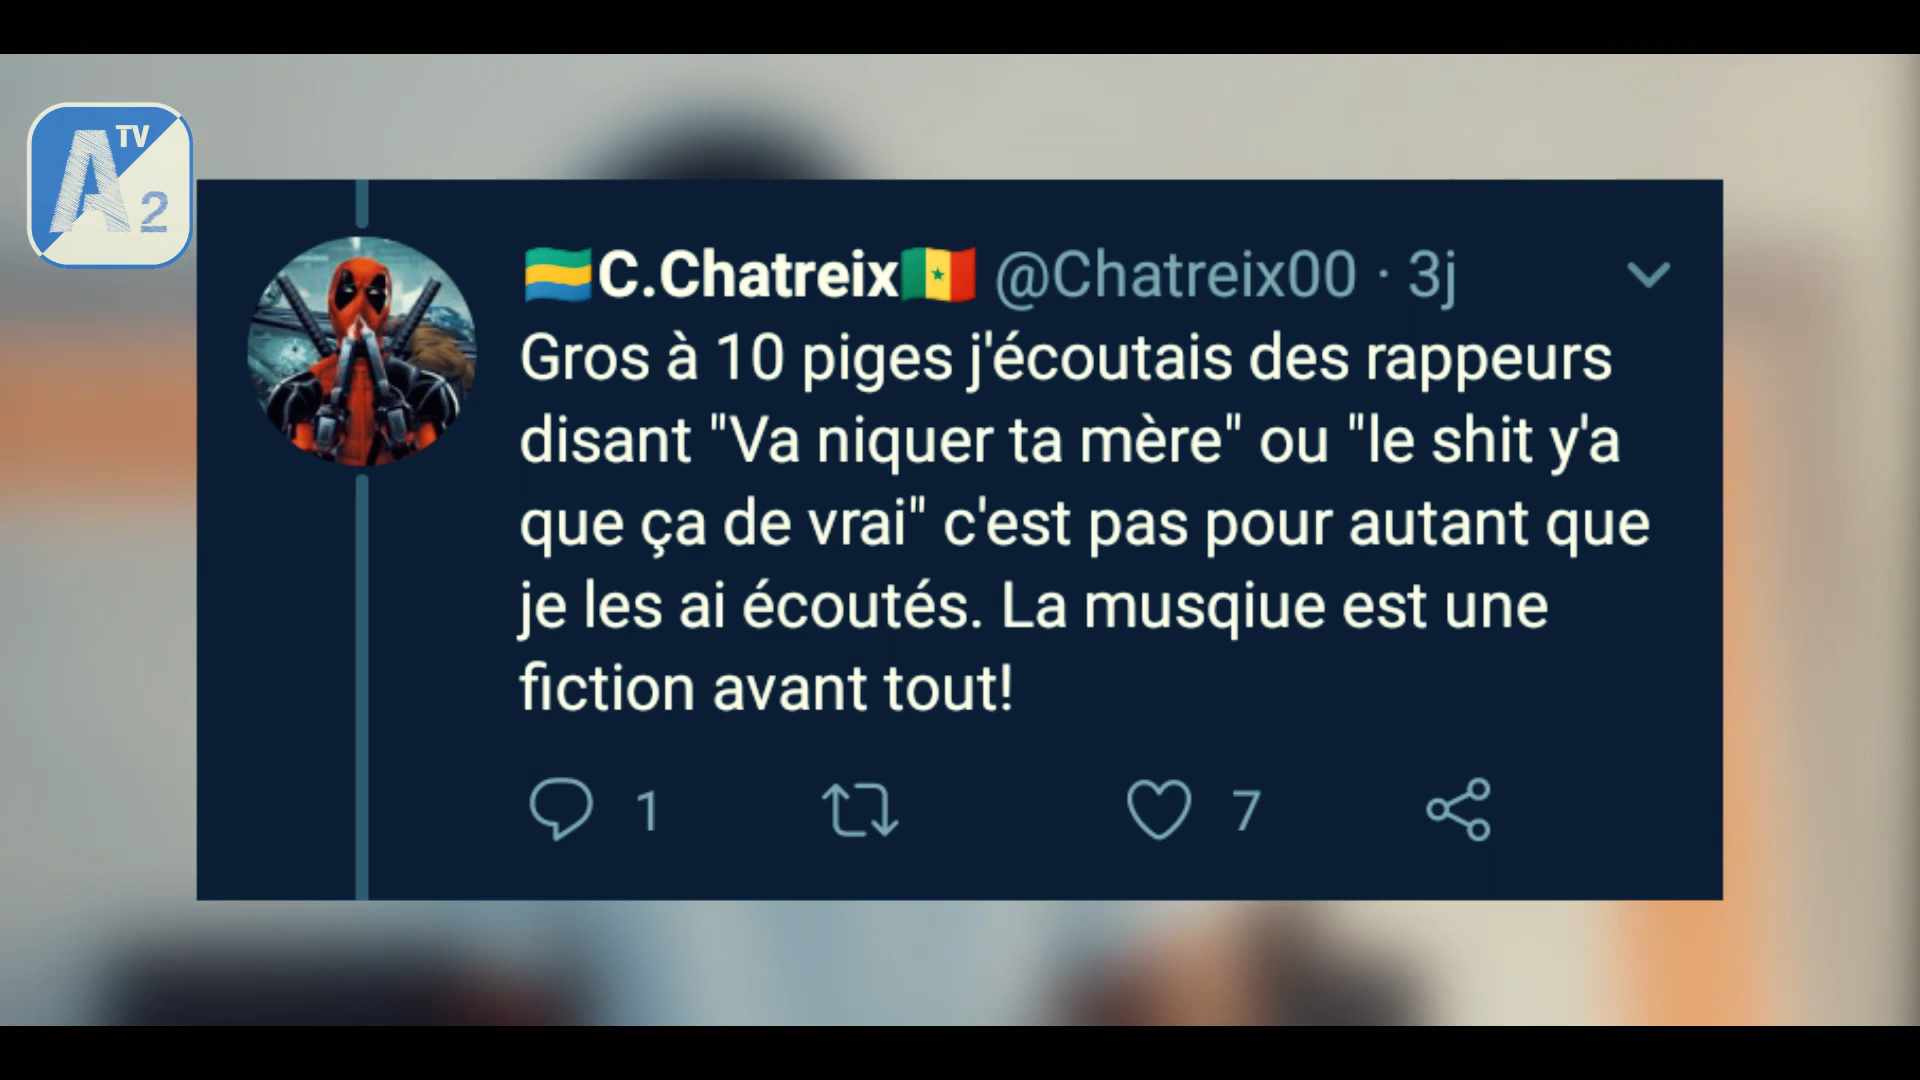 A TV 2
🇬🇦C.Chatreix🇸🇳 @Chatreix00 · 3j
Gros à 10 piges j'écoutais des rappeurs
disant "Va niquer ta mère" ou "le shit y'a
que ça de vrai" c'est pas pour autant que
je les ai écoutés. La musqiue est une
fiction avant tout!
1 7